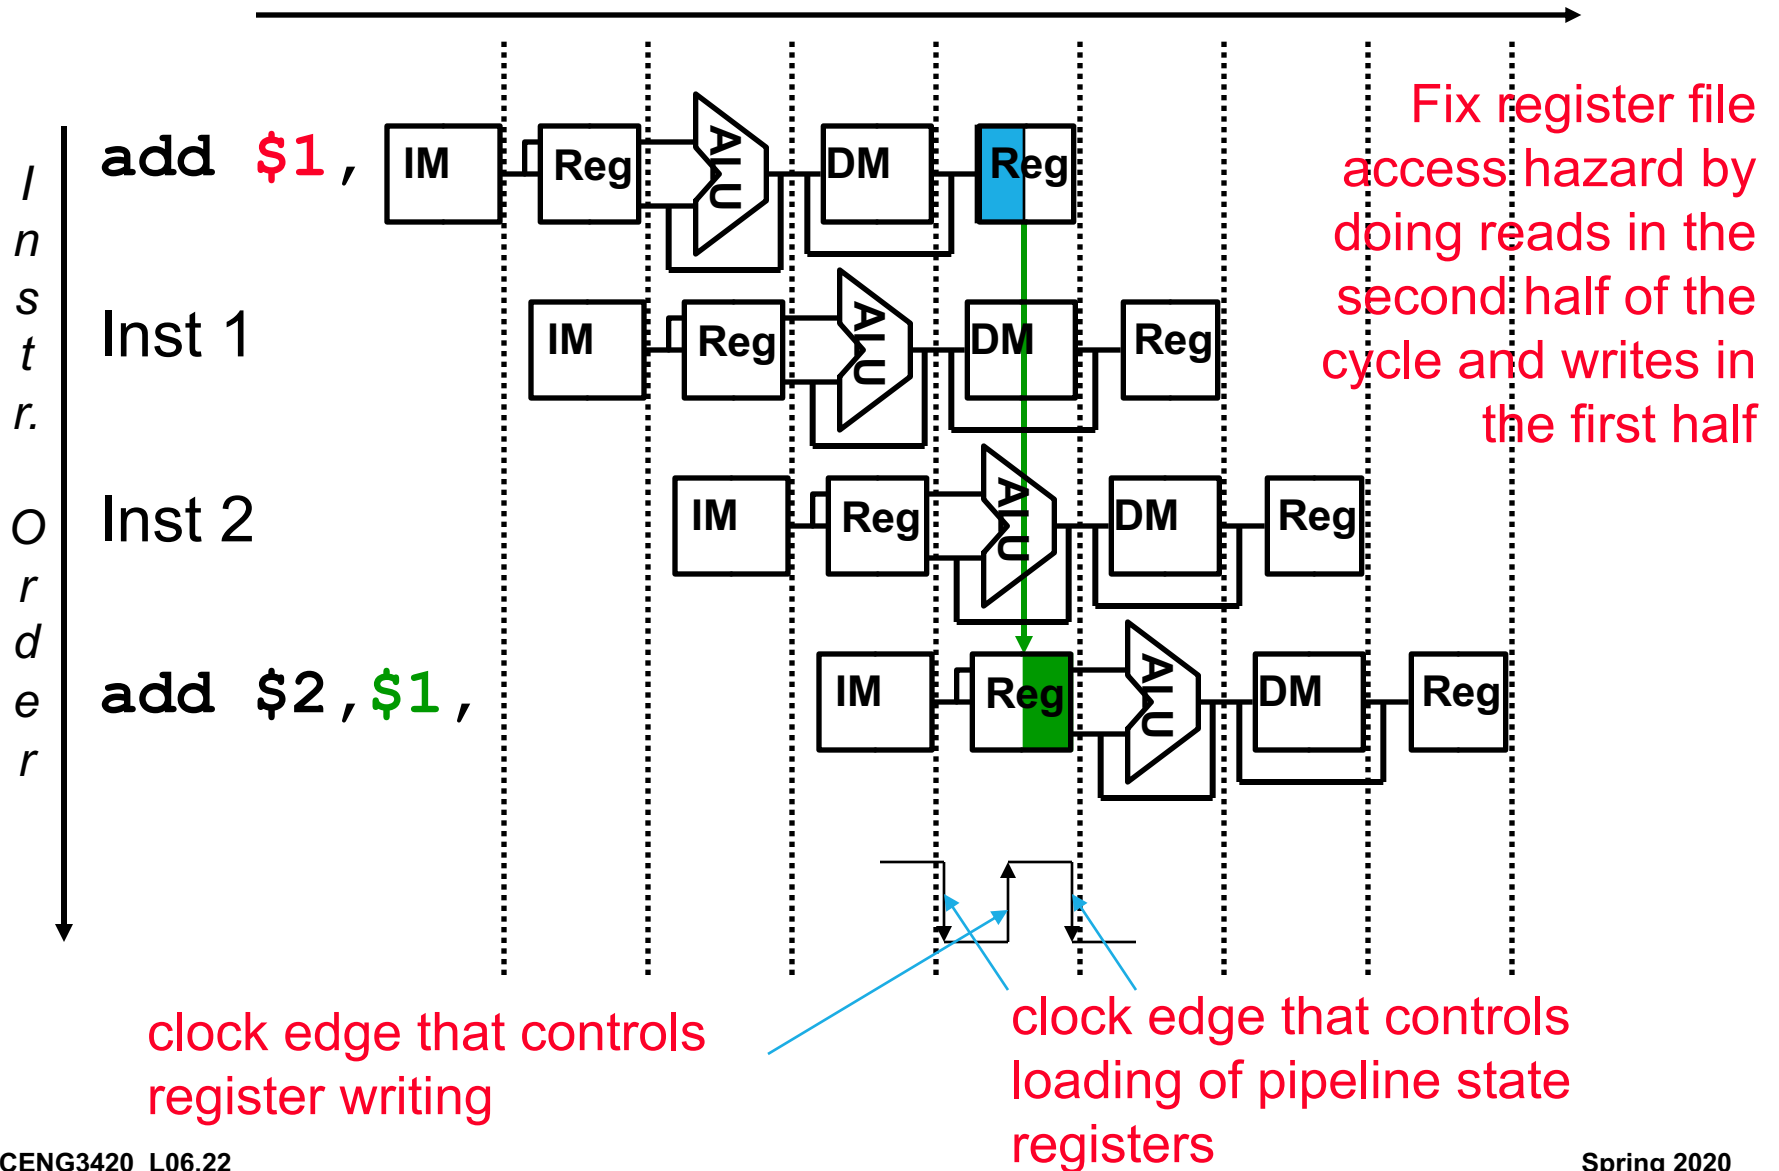 Fix register file
access hazard by
doing reads in the
second half of the
cycle and writes in
the first half
Instr. Order
add $1,
IM Reg ALU DM Reg
Inst 1
IM Reg ALU DM Reg
Inst 2
IM Reg ALU DM Reg
add $2,$1,
IM Reg ALU DM Reg
clock edge that controls
register writing
clock edge that controls
loading of pipeline state
registers
CENG3420 L06.22
Spring 2020